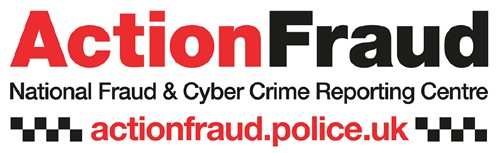 ActionFraud
National Fraud & Cyber Crime Reporting Centre
actionfraud.police.uk